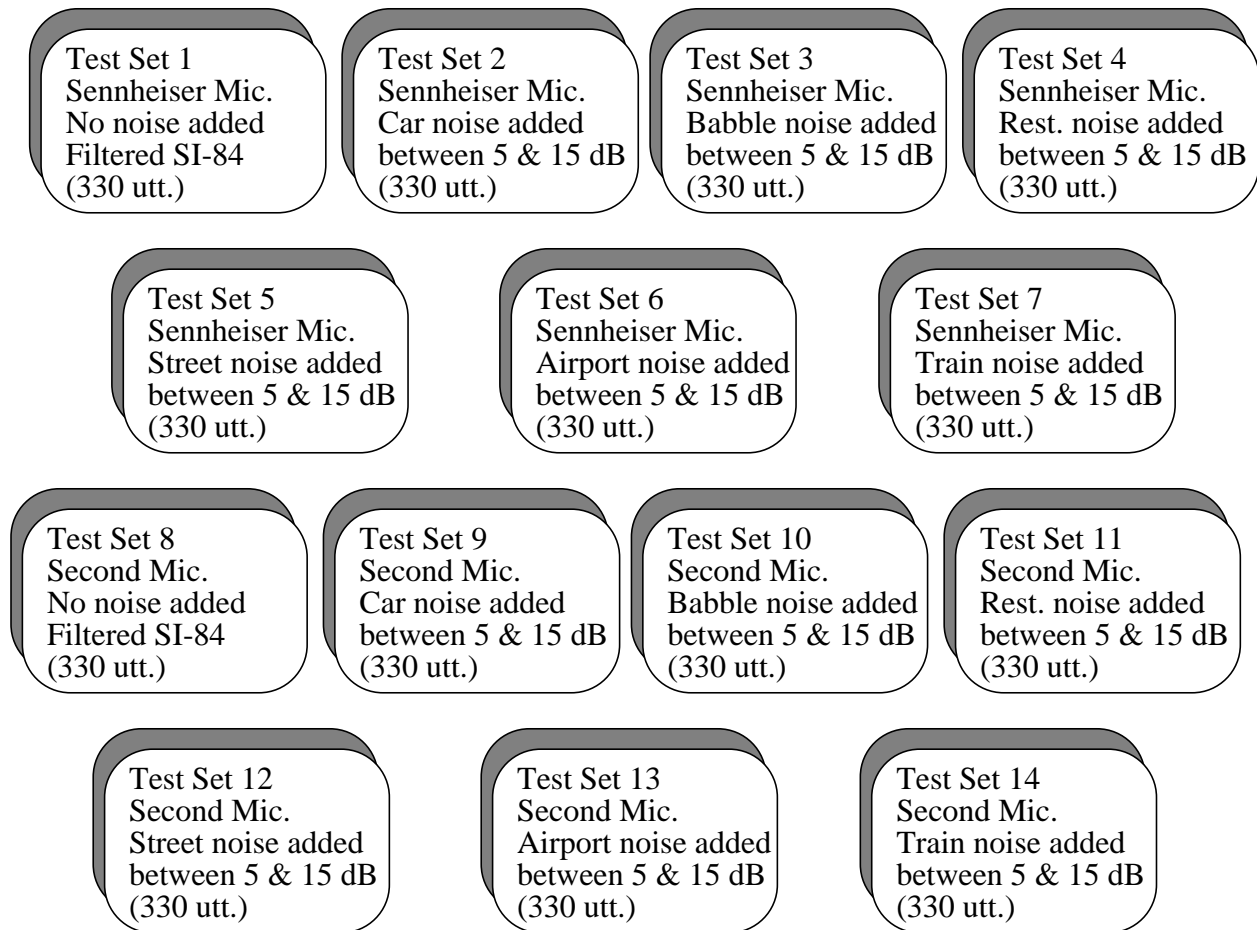 Test Set 1
Sennheiser Mic.
No noise added
Filtered SI-84
(330 utt.)
Test Set 2
Sennheiser Mic.
Car noise added
between 5 & 15 dB
(330 utt.)
Test Set 3
Sennheiser Mic.
Babble noise added
between 5 & 15 dB
(330 utt.)
Test Set 4
Sennheiser Mic.
Rest. noise added
between 5 & 15 dB
(330 utt.)
Test Set 5
Sennheiser Mic.
Street noise added
between 5 & 15 dB
(330 utt.)
Test Set 6
Sennheiser Mic.
Airport noise added
between 5 & 15 dB
(330 utt.)
Test Set 7
Sennheiser Mic.
Train noise added
between 5 & 15 dB
(330 utt.)
Test Set 8
Second Mic.
No noise added
Filtered SI-84
(330 utt.)
Test Set 9
Second Mic.
Car noise added
between 5 & 15 dB
(330 utt.)
Test Set 10
Second Mic.
Babble noise added
between 5 & 15 dB
(330 utt.)
Test Set 11
Second Mic.
Rest. noise added
between 5 & 15 dB
(330 utt.)
Test Set 12
Second Mic.
Street noise added
between 5 & 15 dB
(330 utt.)
Test Set 13
Second Mic.
Airport noise added
between 5 & 15 dB
(330 utt.)
Test Set 14
Second Mic.
Train noise added
between 5 & 15 dB
(330 utt.)